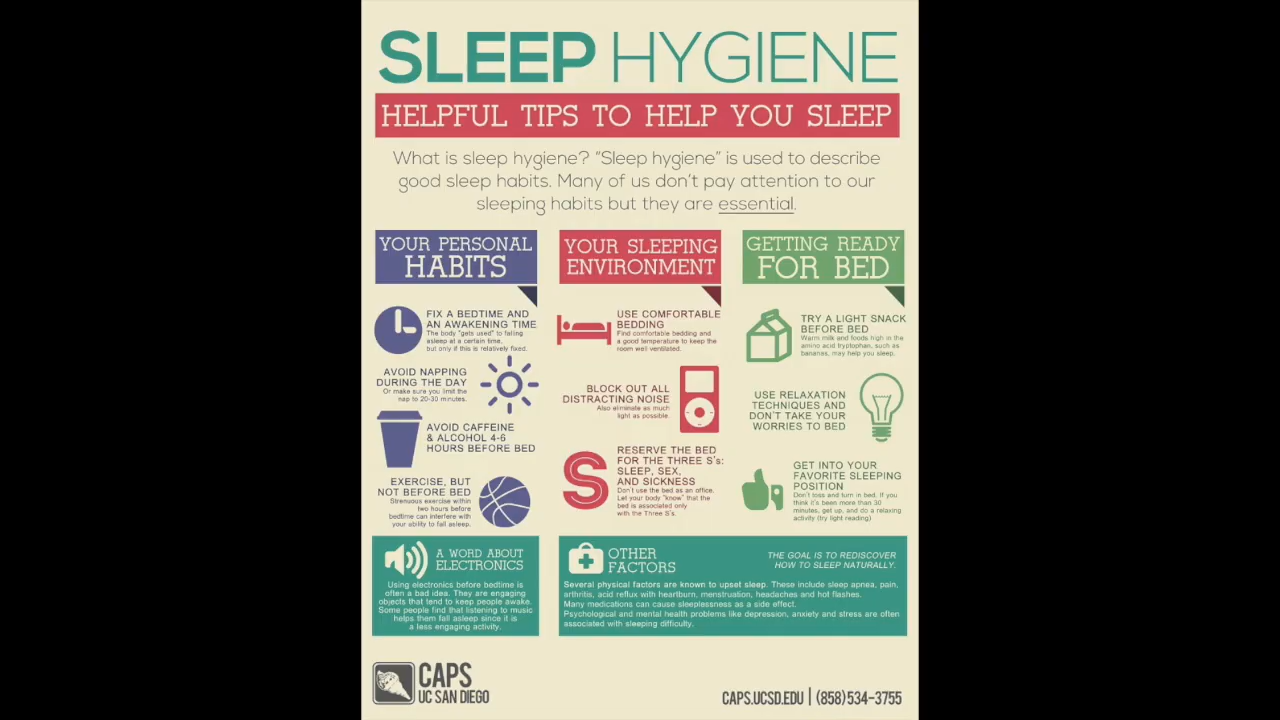 SLEEP HYGIENE
HELPFUL TIPS TO HELP YOU SLEEP
What is sleep hygiene? "Sleep hygiene" is used to describe
good sleep habits. Many of us don't pay attention to our
sleeping habits but they are essential.
YOUR PERSONAL
HABITS
FIX A BEDTIME AND
AN AWAKENING TIME
The body "gets used" to falling
asleep at a certain time,
but only if this is relatively fixed.
AVOID NAPPING
DURING THE DAY
Or make sure you limit the
nap to 20-30 minutes.
AVOID CAFFEINE
& ALCOHOL 4-6
HOURS BEFORE BED
EXERCISE, BUT
NOT BEFORE BED
Strenuous exercise within
two hours before
bedtime can interfere with
your ability to fall asleep.
YOUR SLEEPING
ENVIRONMENT
USE COMFORTABLE
BEDDING
Find comfortable bedding and
a good temperature to keep the
room well ventilated.
BLOCK OUT ALL
DISTRACTING NOISE
Also eliminate as much
light as possible.
S
RESERVE THE BED
FOR THE THREE S's:
SLEEP, SEX,
AND SICKNESS
Don't use the bed as an office.
Let your body "know" that the
bed is associated only
with the Three S's.
GETTING READY
FOR BED
TRY A LIGHT SNACK
BEFORE BED
Warm milk and foods high in the
amino acid tryptophan, such as
bananas, may help you sleep.
USE RELAXATION
TECHNIQUES AND
DON'T TAKE YOUR
WORRIES TO BED
GET INTO YOUR
FAVORITE SLEEPING
POSITION
Don't toss and turn in bed. If you
think it's been more than 30
minutes, get up, and do a relaxing
activity (try light reading)
A WORD ABOUT
ELECTRONICS
Using electronics before bedtime is
often a bad idea. They are engaging
objects that tend to keep people awake.
Some people find that listening to music
helps them fall asleep since it is
a less engaging activity.
OTHER
FACTORS
THE GOAL IS TO REDISCOVER
HOW TO SLEEP NATURALLY.
Several physical factors are known to upset sleep. These include sleep apnea, pain,
arthritis, acid reflux with heartburn, menstruation, headaches and hot flashes.
Many medications can cause sleeplessness as a side effect.
Psychological and mental health problems like depression, anxiety and stress are often
associated with sleeping difficulty.
CAPS
UC SAN DIEGO
CAPS.UCSD.EDU | (858)534-3755